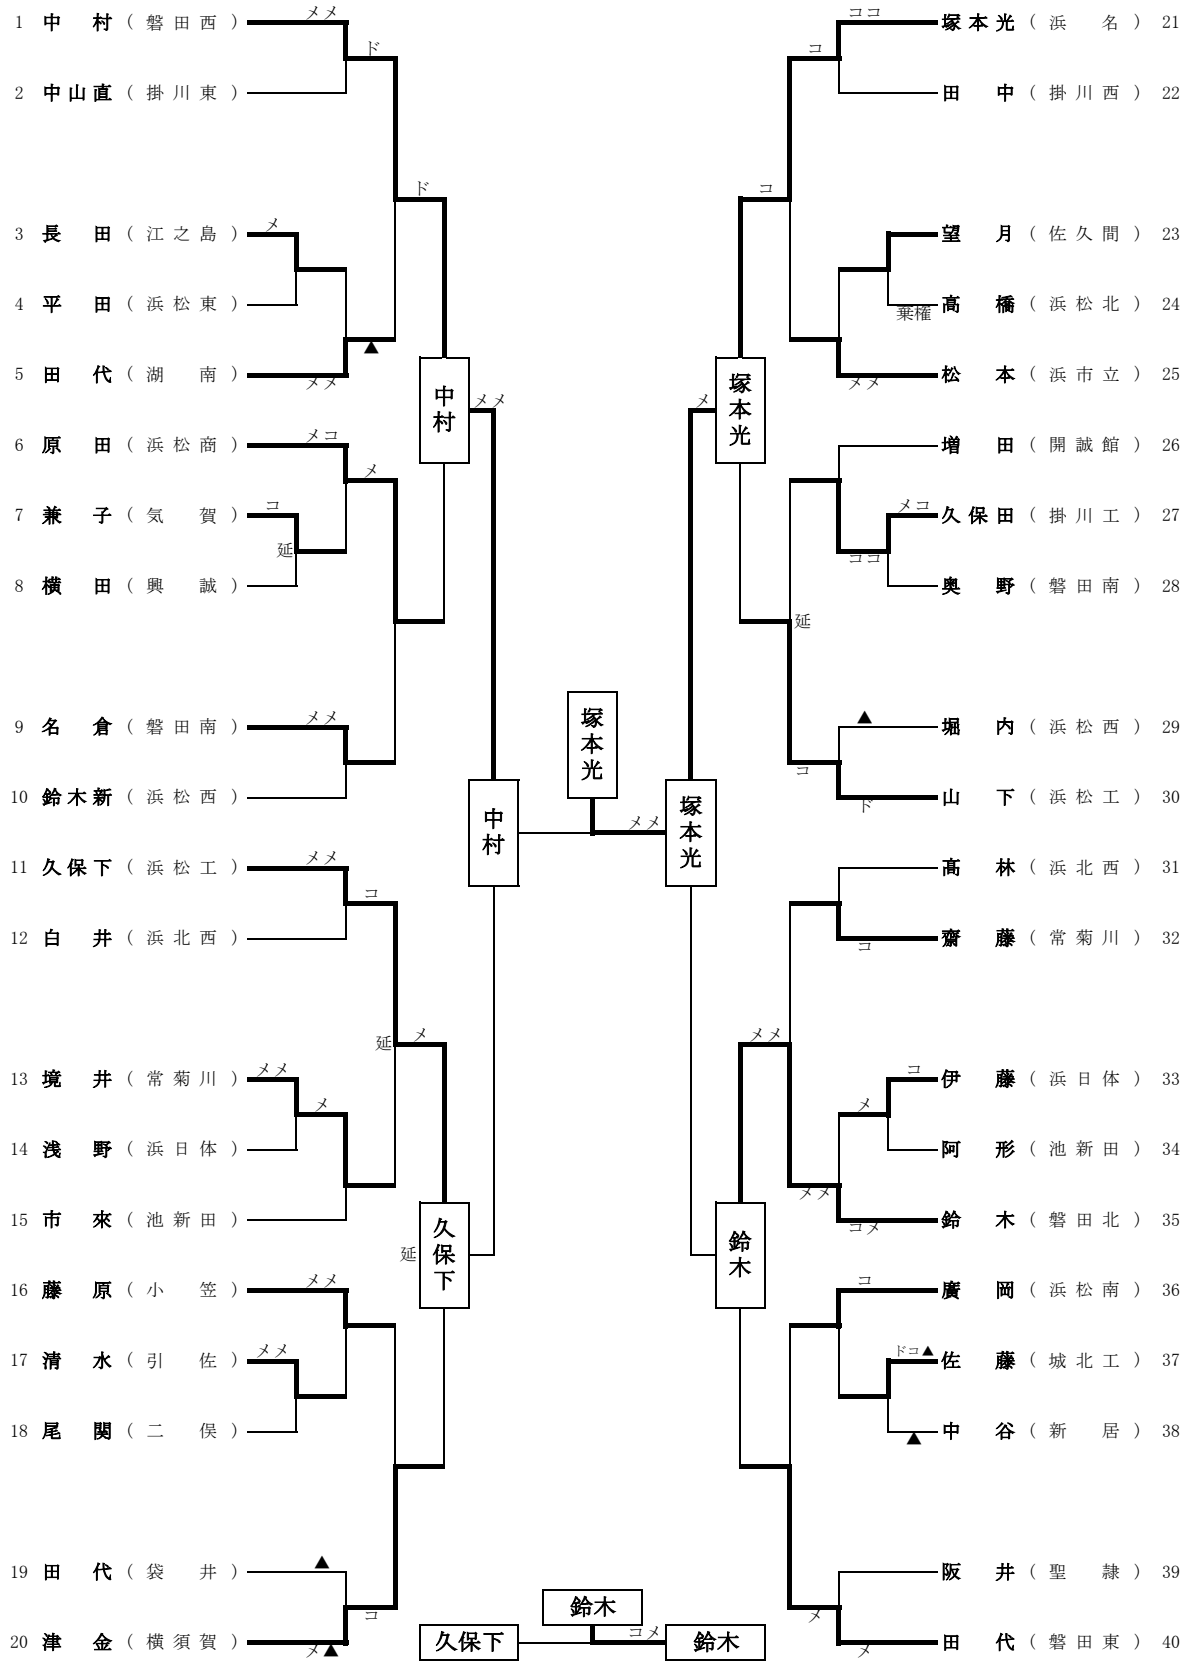 1 中村 （磐田西） メメ
ド
2 中山直 （掛川東）
ド
3 長田 （江之島） メ
4 平田 （浜松東）
▲
5 田代 （湖南） メメ
中村
メメ
6 原田 （浜松商） メコ
メ
7 兼子 （気賀） コ
延
8 横田 （興誠）
9 名倉 （磐田南） メメ
10 鈴木新 （浜松西）
中村
11 久保下 （浜松工） メメ
コ
12 白井 （浜北西）
延 メ
13 境井 （常菊川） メメ
メ
14 浅野 （浜日体）
15 市來 （池新田）
延 久保下
16 藤原 （小笠） メメ
17 清水 （引佐） メメ
18 尾関 （二俣）
19 田代 （袋井） ▲
コ
20 津金 （横須賀） メ▲
塚本光
メメ
ココ 塚本光 （浜名） 21
コ
田中 （掛川西） 22
コ
望月 （佐久間） 23
棄権 高橋 （浜松北） 24
メメ 松本 （浜市立） 25
塚本光
メ
増田 （開誠館） 26
メコ 久保田 （掛川工） 27
ココ
奥野 （磐田南） 28
延
▲ 堀内 （浜松西） 29
コ
ド 山下 （浜松工） 30
塚本光
高林 （浜北西） 31
コ 齋藤 （常菊川） 32
メメ
コ 伊藤 （浜日体） 33
メ
阿形 （池新田） 34
メメ
コメ 鈴木 （磐田北） 35
鈴木
コ 廣岡 （浜松南） 36
ドコ▲ 佐藤 （城北工） 37
▲ 中谷 （新居） 38
阪井 （聖隷） 39
メ
メ 田代 （磐田東） 40
鈴木
久保下 コメ 鈴木